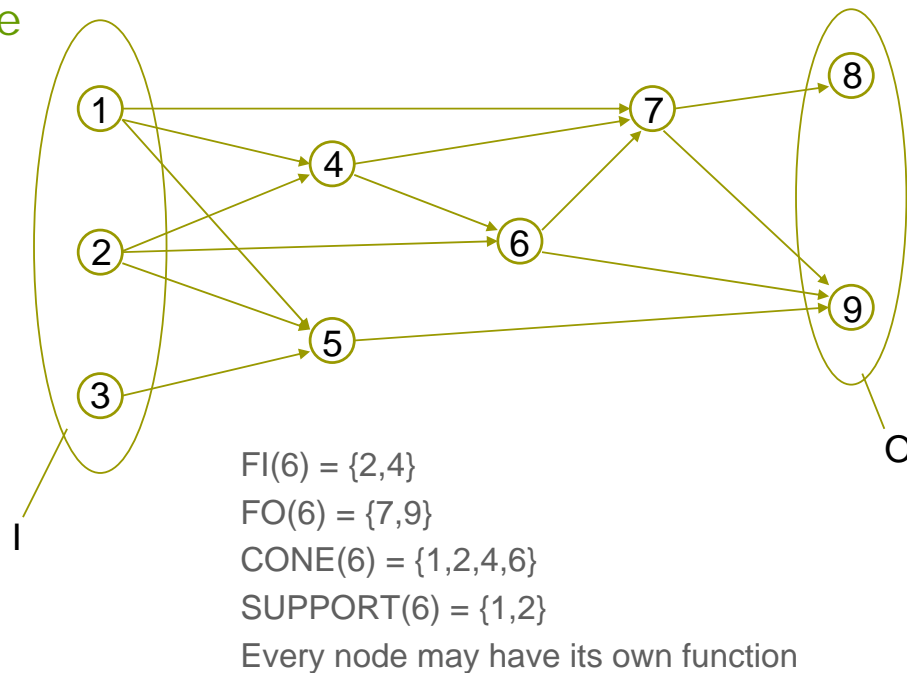 e
1
8
7
4
2
6
9
5
3
FI(6) = {2,4}
FO(6) = {7,9}
CONE(6) = {1,2,4,6}
SUPPORT(6) = {1,2}
Every node may have its own function
I
O